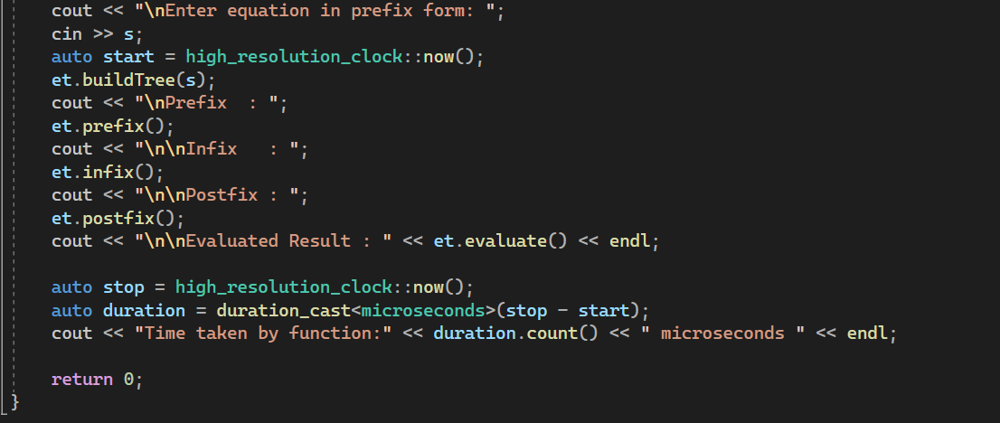 cout << "\nEnter equation in prefix form: ";
cin >> s;
auto start = high_resolution_clock::now();
et.buildTree(s);
cout << "\nPrefix  : ";
et.prefix();
cout << "\n\nInfix   : ";
et.infix();
cout << "\n\nPostfix : ";
et.postfix();
cout << "\n\nEvaluated Result : " << et.evaluate() << endl;
auto stop = high_resolution_clock::now();
auto duration = duration_cast<microseconds>(stop - start);
cout << "Time taken by function:" << duration.count() << " microseconds " << endl;
return 0;
}